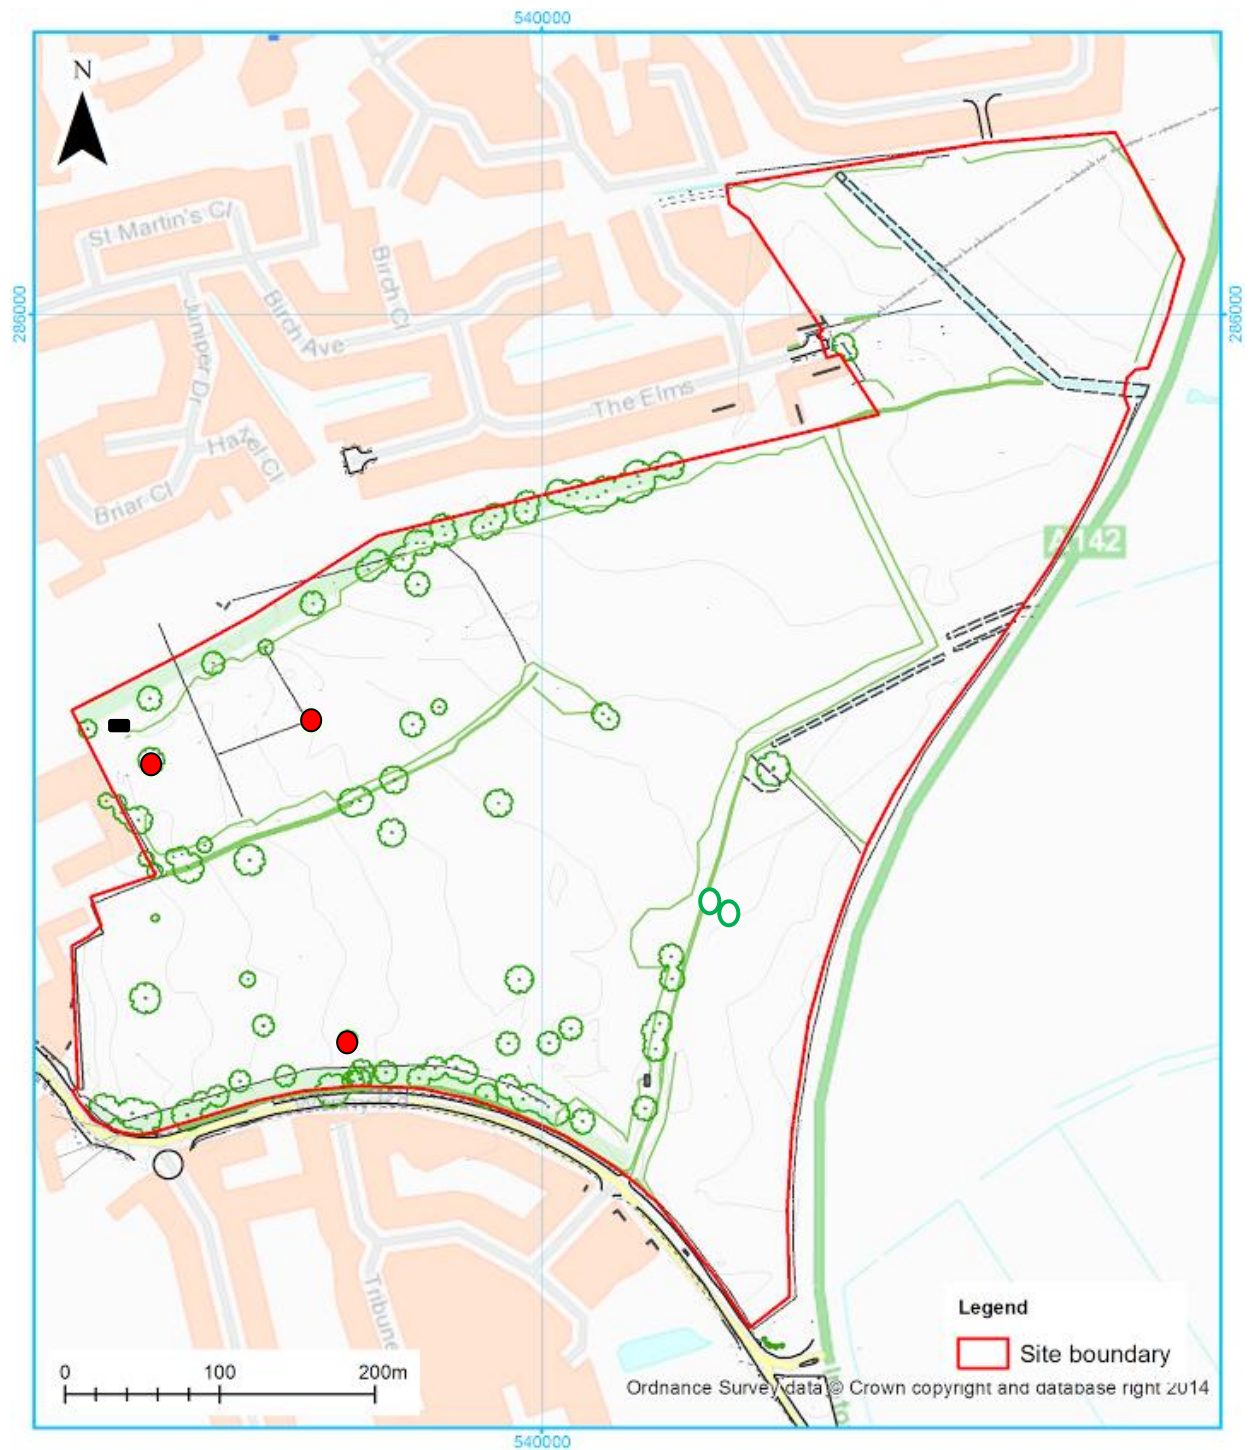 540000
N
St Martin's Cl
Birch Cl
Juniper Dr
Birch Ave
286000
286000
The Elms
Hazel Cl
Briar Cl
A 142
Tribune
Legend
Site boundary
0 100 200m
Ordnance Survey data © Crown copyright and database right 2014
540000